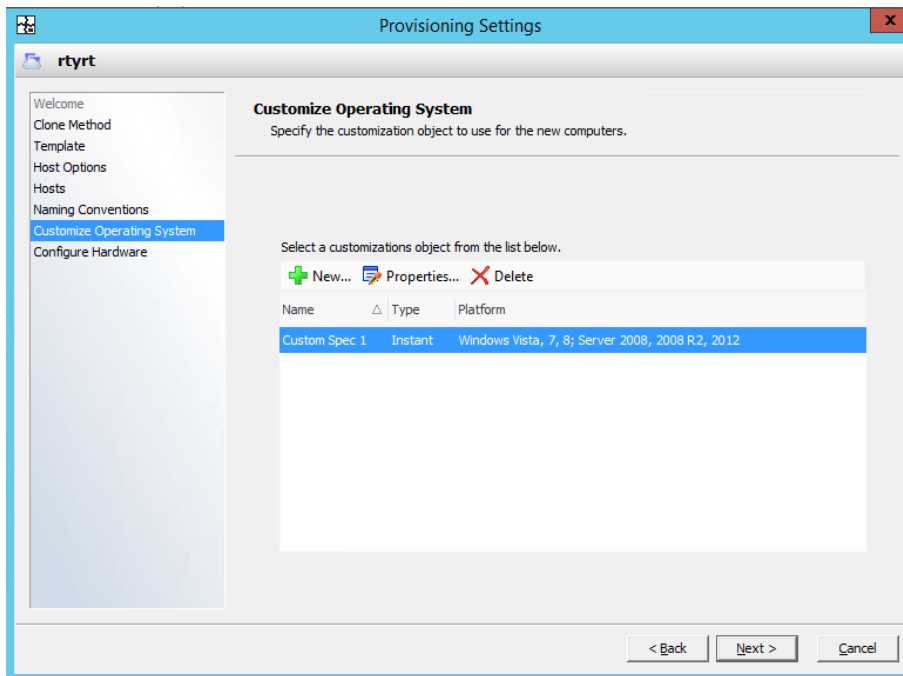 Provisioning Settings
x
rtyrt
Welcome
Clone Method
Template
Host Options
Hosts
Naming Conventions
Customize Operating System
Configure Hardware
Customize Operating System
Specify the customization object to use for the new computers.
Select a customizations object from the list below.
New... Properties... Delete
Name Type Platform
Custom Spec 1 Instant Windows Vista, 7, 8; Server 2008, 2008 R2, 2012
< Back Next > Cancel